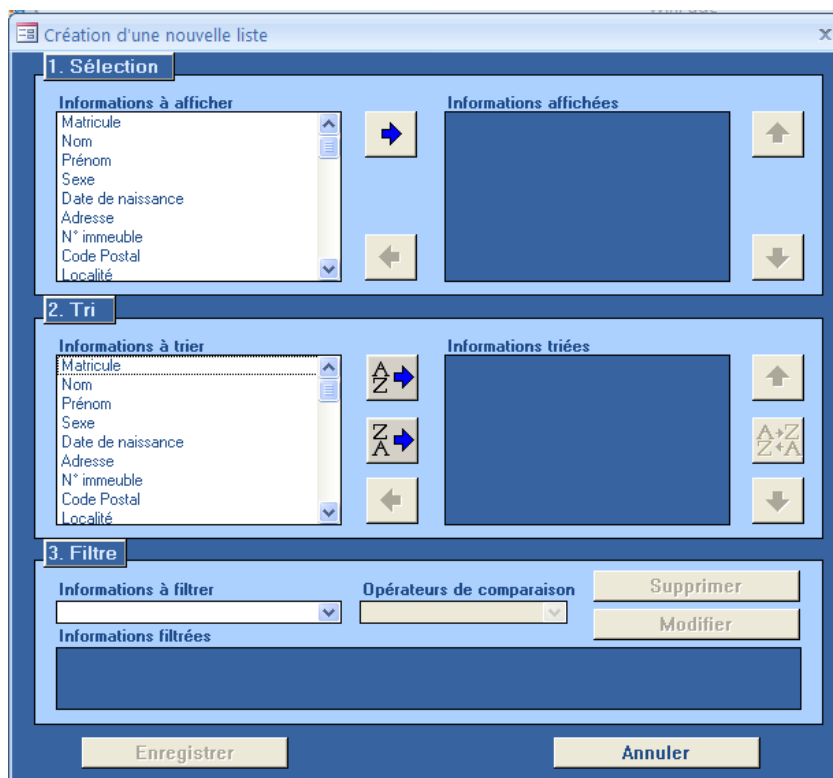 Création d'une nouvelle liste
1. Sélection
Informations à afficher
Informations affichées
Matricule
Nom
Prénom
Sexe
Date de naissance
Adresse
N° immeuble
Code Postal
Localité
2. Tri
Informations à trier
Informations triées
Matricule
Nom
Prénom
Sexe
Date de naissance
Adresse
N° immeuble
Code Postal
Localité
A
Z
Z
A
A Z
Z A
3. Filtre
Informations à filtrer
Opérateurs de comparaison
Supprimer
Modifier
Informations filtrées
Enregistrer
Annuler